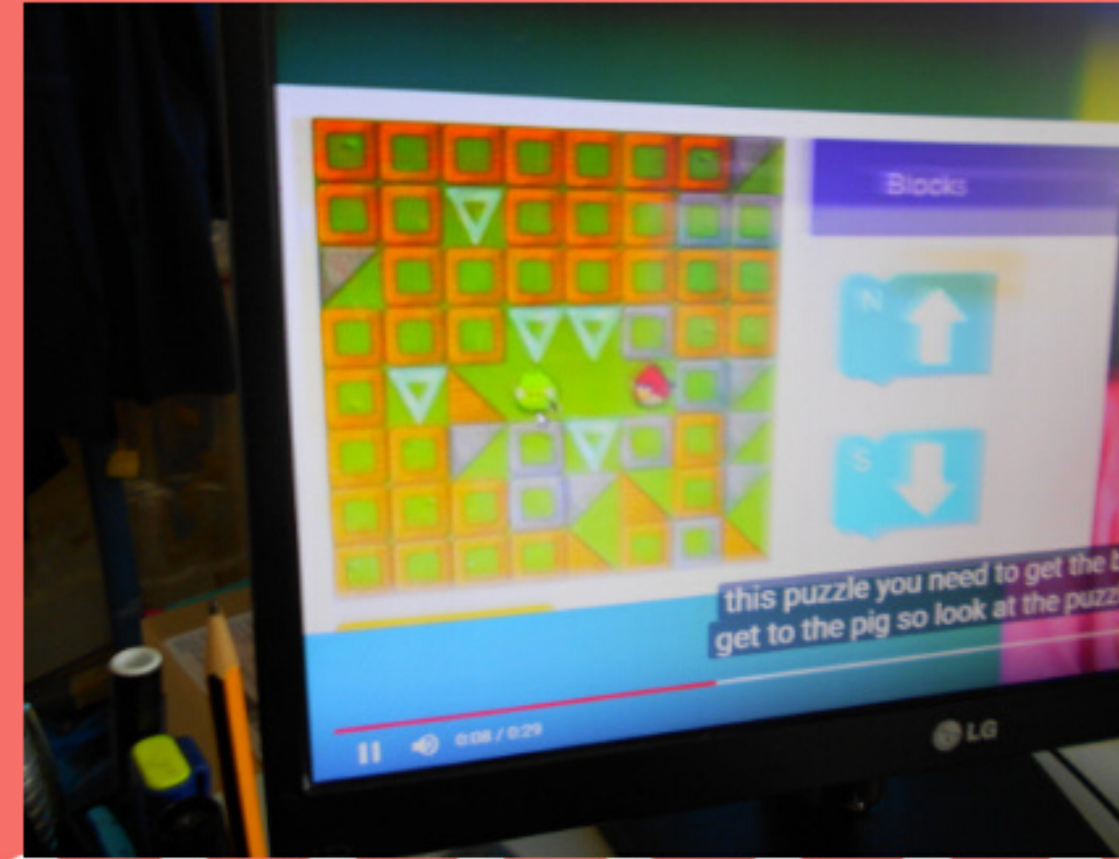 Blocks
N
S
this puzzle you need to get the
get to the pig so look at the
0:08 / 0:29
LG